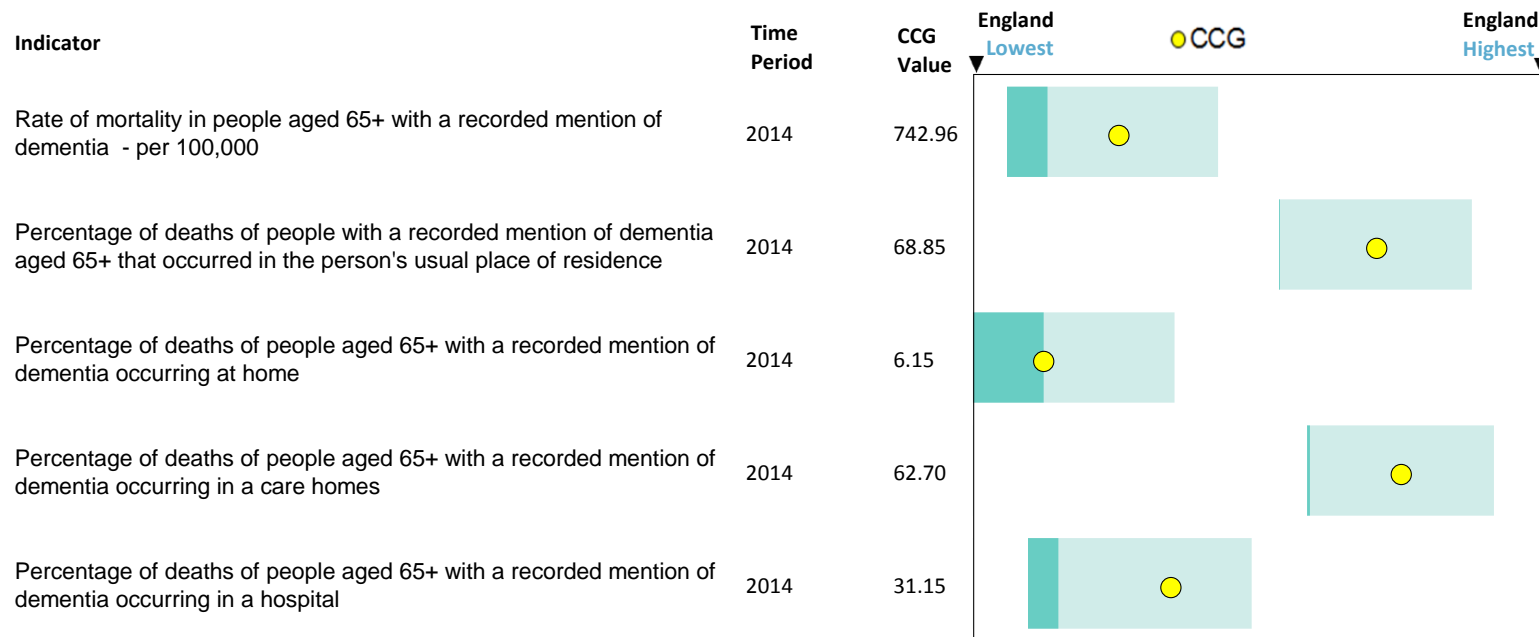 Indicator
Time
Period
CCG
Value
England
Lowest
CCG
England
Highest
Rate of mortality in people aged 65+ with a recorded mention of
dementia - per 100,000
2014
742.96
Percentage of deaths of people with a recorded mention of dementia
aged 65+ that occurred in the person's usual place of residence
2014
68.85
Percentage of deaths of people aged 65+ with a recorded mention of
dementia occurring at home
2014
6.15
Percentage of deaths of people aged 65+ with a recorded mention of
dementia occurring in a care homes
2014
62.70
Percentage of deaths of people aged 65+ with a recorded mention of
dementia occurring in a hospital
2014
31.15